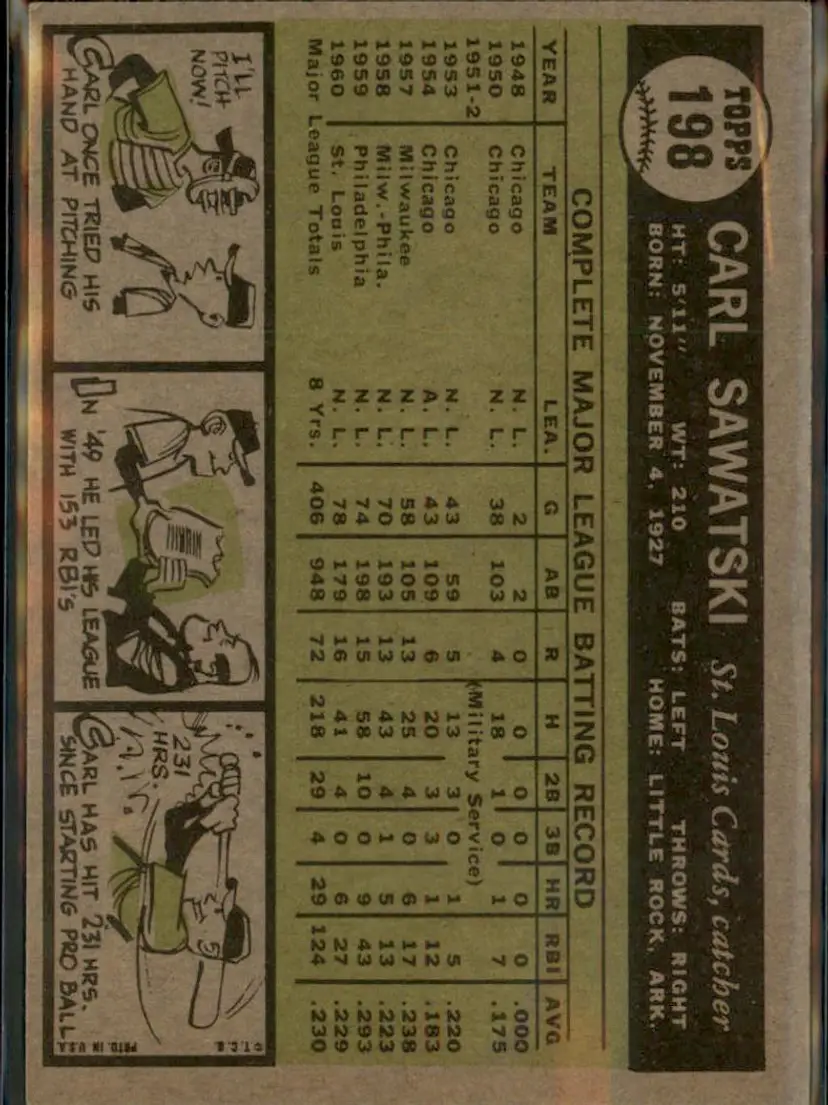 TOPPS
198
CARL SAWATSKI St. Louis Cards, catcher
HT: 5'11" WT: 210 BATS: LEFT THROWS: RIGHT
BORN: NOVEMBER 4, 1927 HOME: LITTLE ROCK, ARK.
COMPLETE MAJOR LEAGUE BATTING RECORD
YEAR TEAM LEA. G AB R H 2B 3B HR RBI AVG
1948 Chicago N. L. 2 2 0 0 0 0 0 0 .000
1950 Chicago N. L. 38 103 4 18 1 0 1 7 .175
1951-2 (Military Service)
1953 Chicago N. L. 43 59 5 13 3 0 1 5 .220
1954 Chicago A. L. 43 109 6 20 3 3 1 12 .183
1957 Milwaukee N. L. 58 105 13 25 4 0 6 17 .238
1958 Milw.-Phila. N. L. 70 193 13 43 4 1 5 13 .223
1959 Philadelphia N. L. 74 198 15 58 10 0 9 43 .293
1960 St. Louis N. L. 78 179 16 41 4 0 6 27 .229
Major League Totals 8 Yrs. 406 948 72 218 29 4 29 124 .230
I'LL
PITCH
NOW!
CARL ONCE TRIED HIS
HAND AT PITCHING
IN '49 HE LED HIS LEAGUE
WITH 153 RBI'S
231
HRS.
CARL HAS HIT 231 HRS.
SINCE STARTING PRO BALL
© T.C.G. PRTD. IN U.S.A.